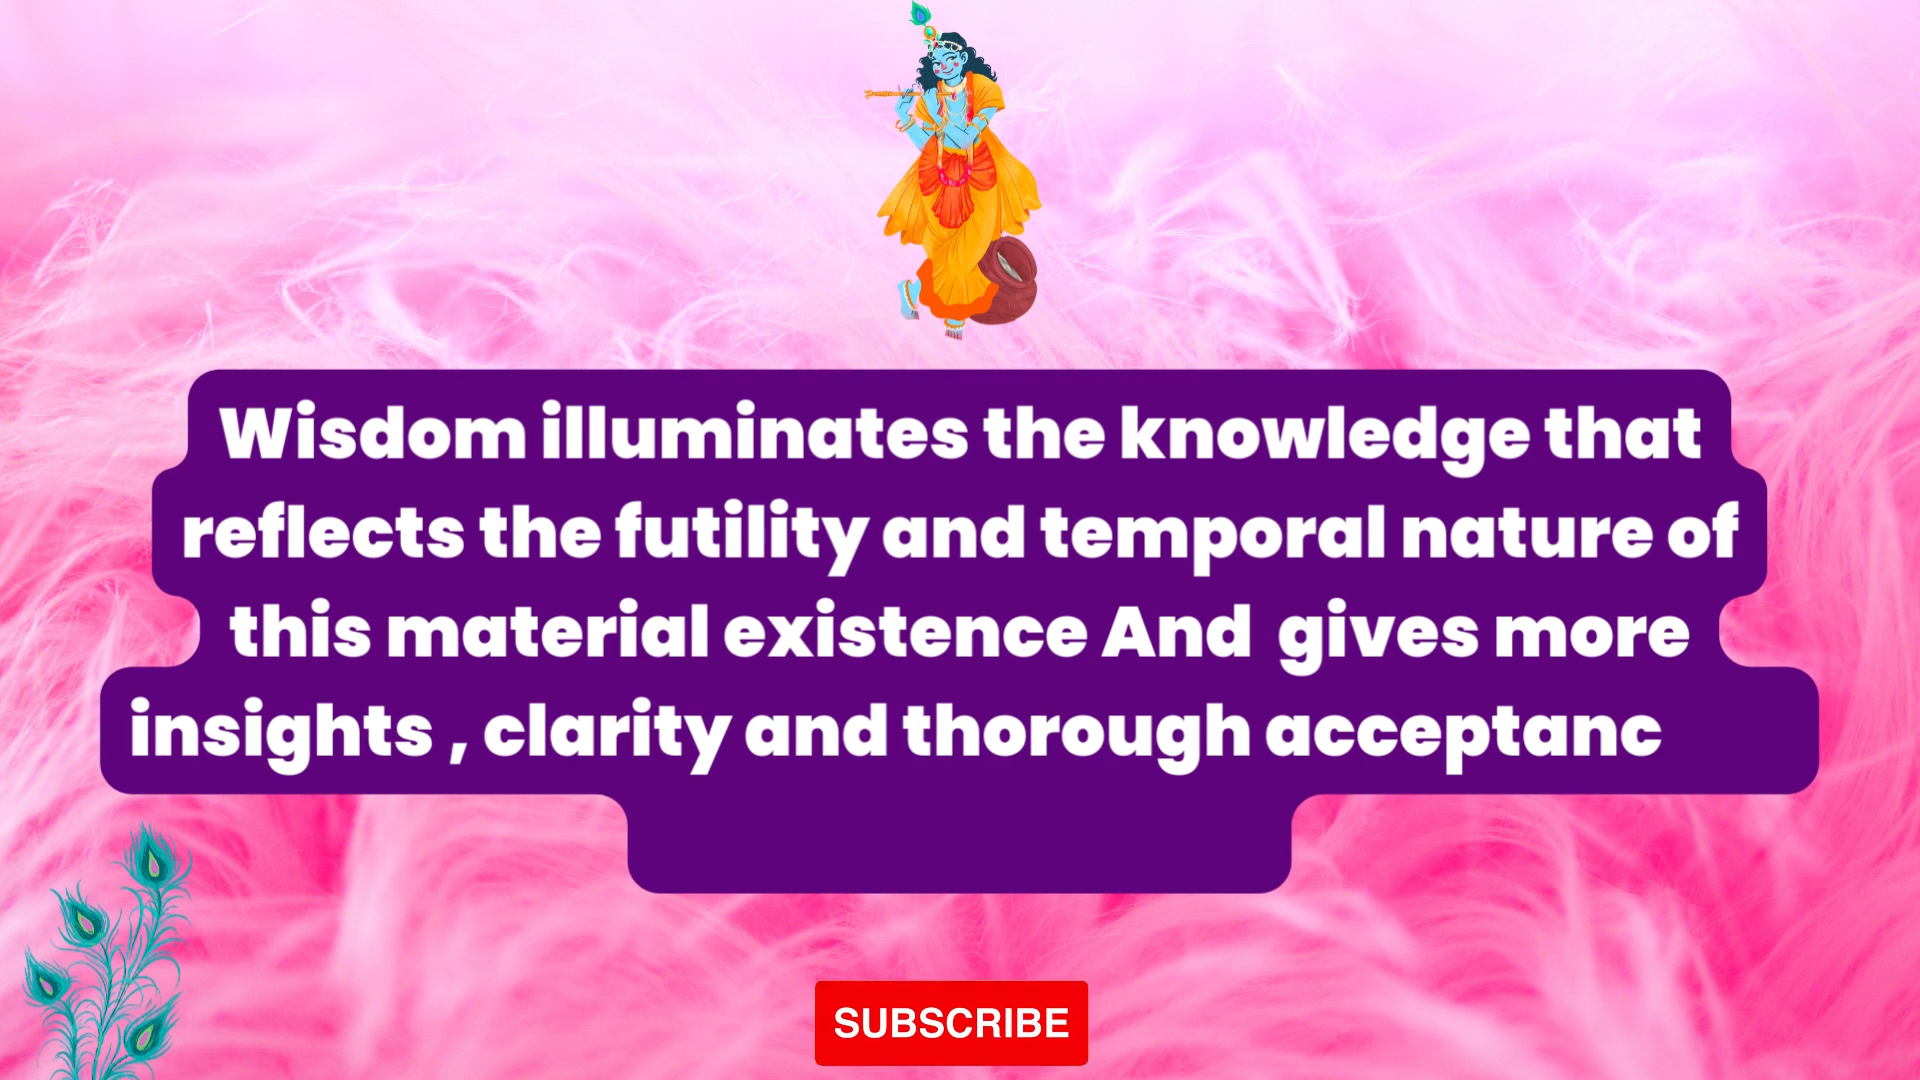 Wisdom illuminates the knowledge that
reflects the futility and temporal nature of
this material existence And gives more
insights , clarity and thorough acceptanc
SUBSCRIBE